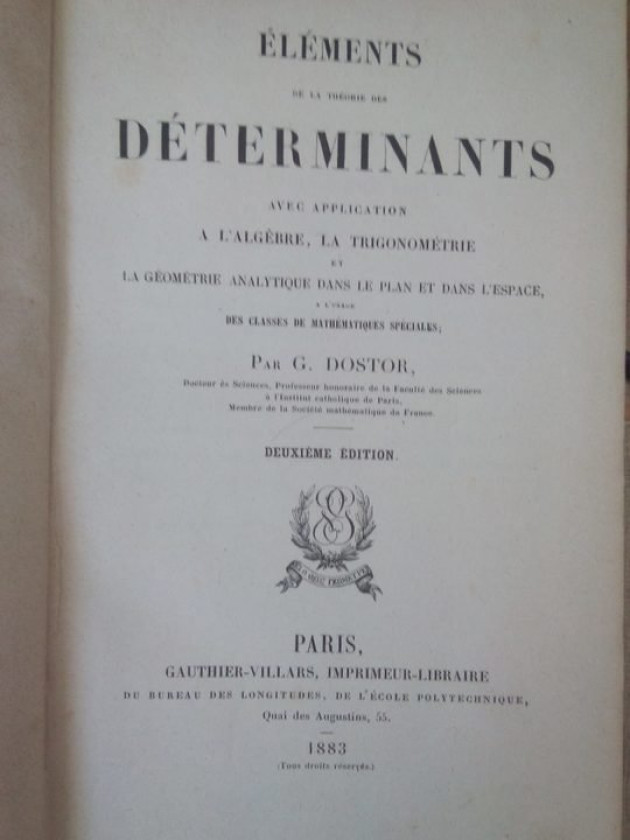 ÉLÉMENTS
DE LA THÉORIE DES
DÉTERMINANTS
AVEC APPLICATION
A L'ALGÈBRE, LA TRIGONOMÉTRIE
ET
LA GÉOMÉTRIE ANALYTIQUE DANS LE PLAN ET DANS L'ESPACE,
A L'USAGE
DES CLASSES DE MATHÉMATIQUES SPÉCIALES;
PAR G. DOSTOR,
Docteur ès Sciences, Professeur honoraire de la Faculté des Sciences
à l'Institut catholique de Paris,
Membre de la Société mathématique de France.
DEUXIÈME ÉDITION.
PARIS,
GAUTHIER-VILLARS, IMPRIMEUR-LIBRAIRE
DU BUREAU DES LONGITUDES, DE L'ÉCOLE POLYTECHNIQUE,
Quai des Augustins, 55.
1883
(Tous droits réservés.)